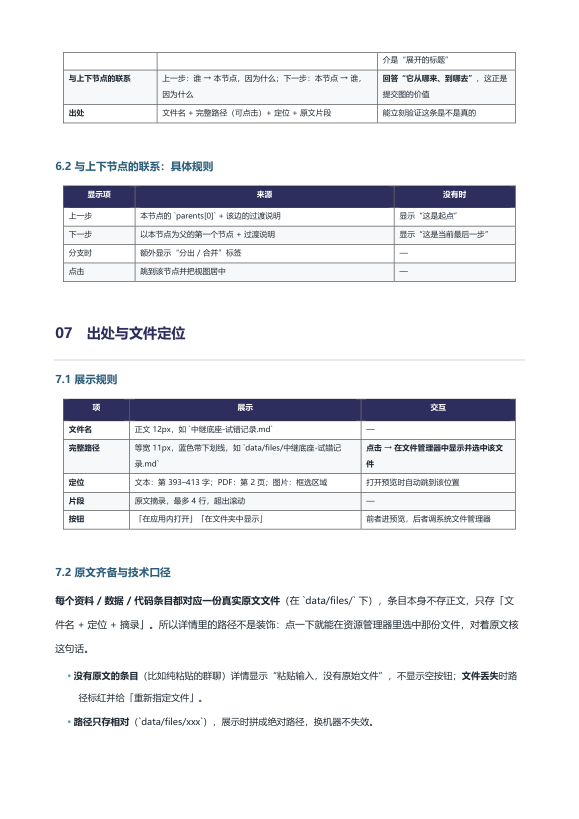 介是“展开的标题”
与上下节点的联系 上一步：谁 → 本节点，因为什么；下一步：本节点 → 谁， 回答“它从哪来、到哪去”，这正是
因为什么 提交图的价值
出处 文件名 + 完整路径（可点击）+ 定位 + 原文片段 能立刻验证这条是不是真的
6.2 与上下节点的联系：具体规则
显示项 来源 没有时
上一步 本节点的 `parents[0]` + 该边的过渡说明 显示“这是起点”
下一步 以本节点为父的第一个节点 + 过渡说明 显示“这是当前最后一步”
分支时 额外显示“分出 / 合并”标签 —
点击 跳到该节点并把视图居中 —
07 出处与文件定位
7.1 展示规则
项 展示 交互
文件名 正文 12px，如 `中继底座-试错记录.md` —
完整路径 等宽 11px，蓝色带下划线，如 `data/files/中继底座-试错记 点击 → 在文件管理器中显示并选中该文
录.md` 件
定位 文本：第 393–413 字；PDF：第 2 页；图片：框选区域 打开预览时自动跳到该位置
片段 原文摘录，最多 4 行，超出滚动 —
按钮 「在应用内打开」「在文件夹中显示」 前者进预览，后者调系统文件管理器
7.2 原文齐备与技术口径
每个资料 / 数据 / 代码条目都对应一份真实原文文件（在 `data/files/` 下），条目本身不存正文，只存「文
件名 + 定位 + 摘录」。所以详情里的路径不是装饰：点一下就能在资源管理器里选中那份文件，对着原文核
这句话。
• 没有原文的条目（比如纯粘贴的群聊）详情显示“粘贴输入，没有原始文件”，不显示空按钮；文件丢失时路
径标红并给「重新指定文件」。
• 路径只存相对（`data/files/xxx`），展示时拼成绝对路径，换机器不失效。